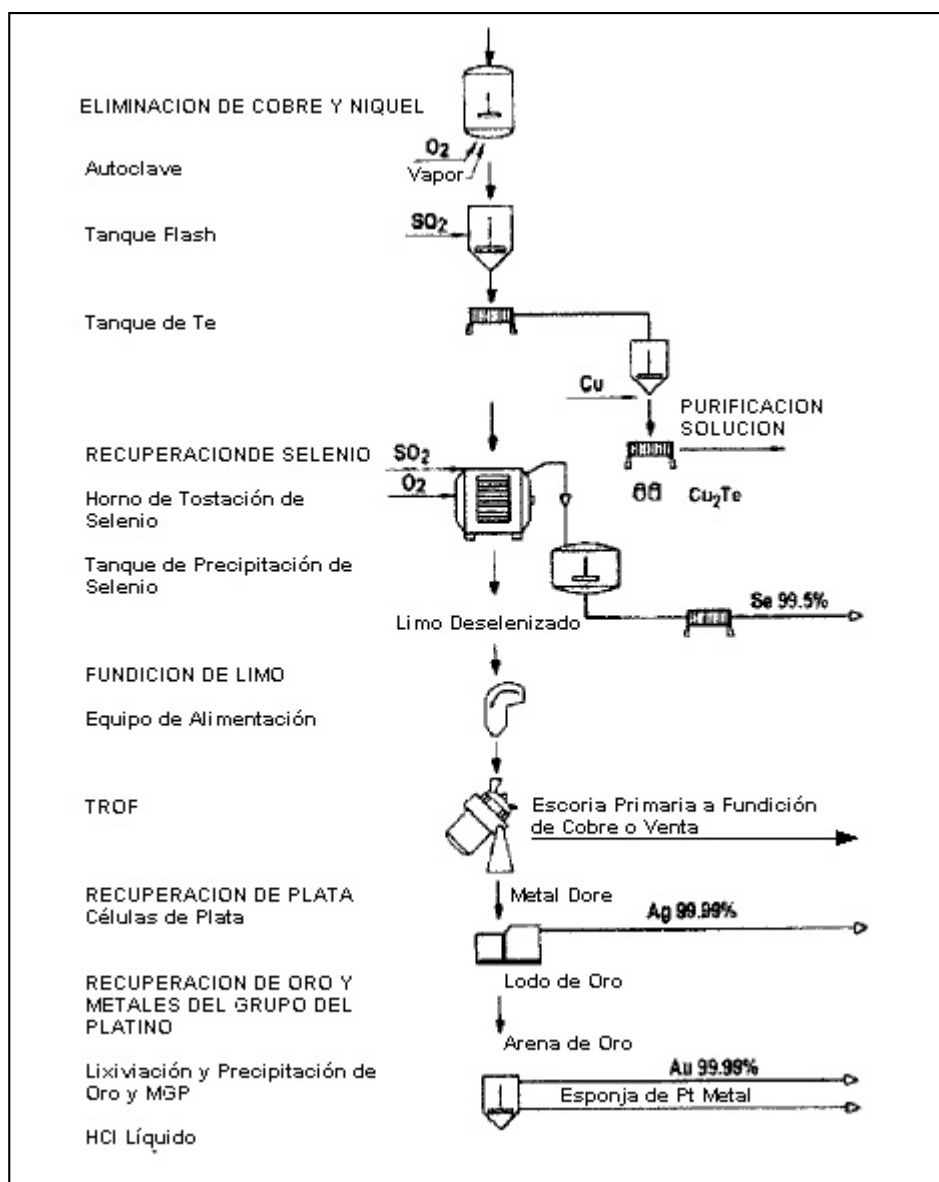 ELIMINACION DE COBRE Y NIQUEL
O2
Autoclave
Vapor
SO2
Tanque Flash
Tanque de Te
Cu
PURIFICACION
SOLUCION
RECUPERACIONDE SELENIO
SO2
O2
Horno de Tostación de
Selenio
Cu2Te
Tanque de Precipitación de
Selenio
Se 99.5%
Limo Deselenizado
FUNDICION DE LIMO
Equipo de Alimentación
TROF
Escoria Primaria a Fundición
de Cobre o Venta
RECUPERACION DE PLATA
Células de Plata
Metal Dore
Ag 99.99%
RECUPERACION DE ORO Y
METALES DEL GRUPO DEL
PLATINO
Lodo de Oro
Arena de Oro
Lixiviación y Precipitación de
Oro y MGP
Au 99.99%
Esponja de Pt Metal
HCl Líquido